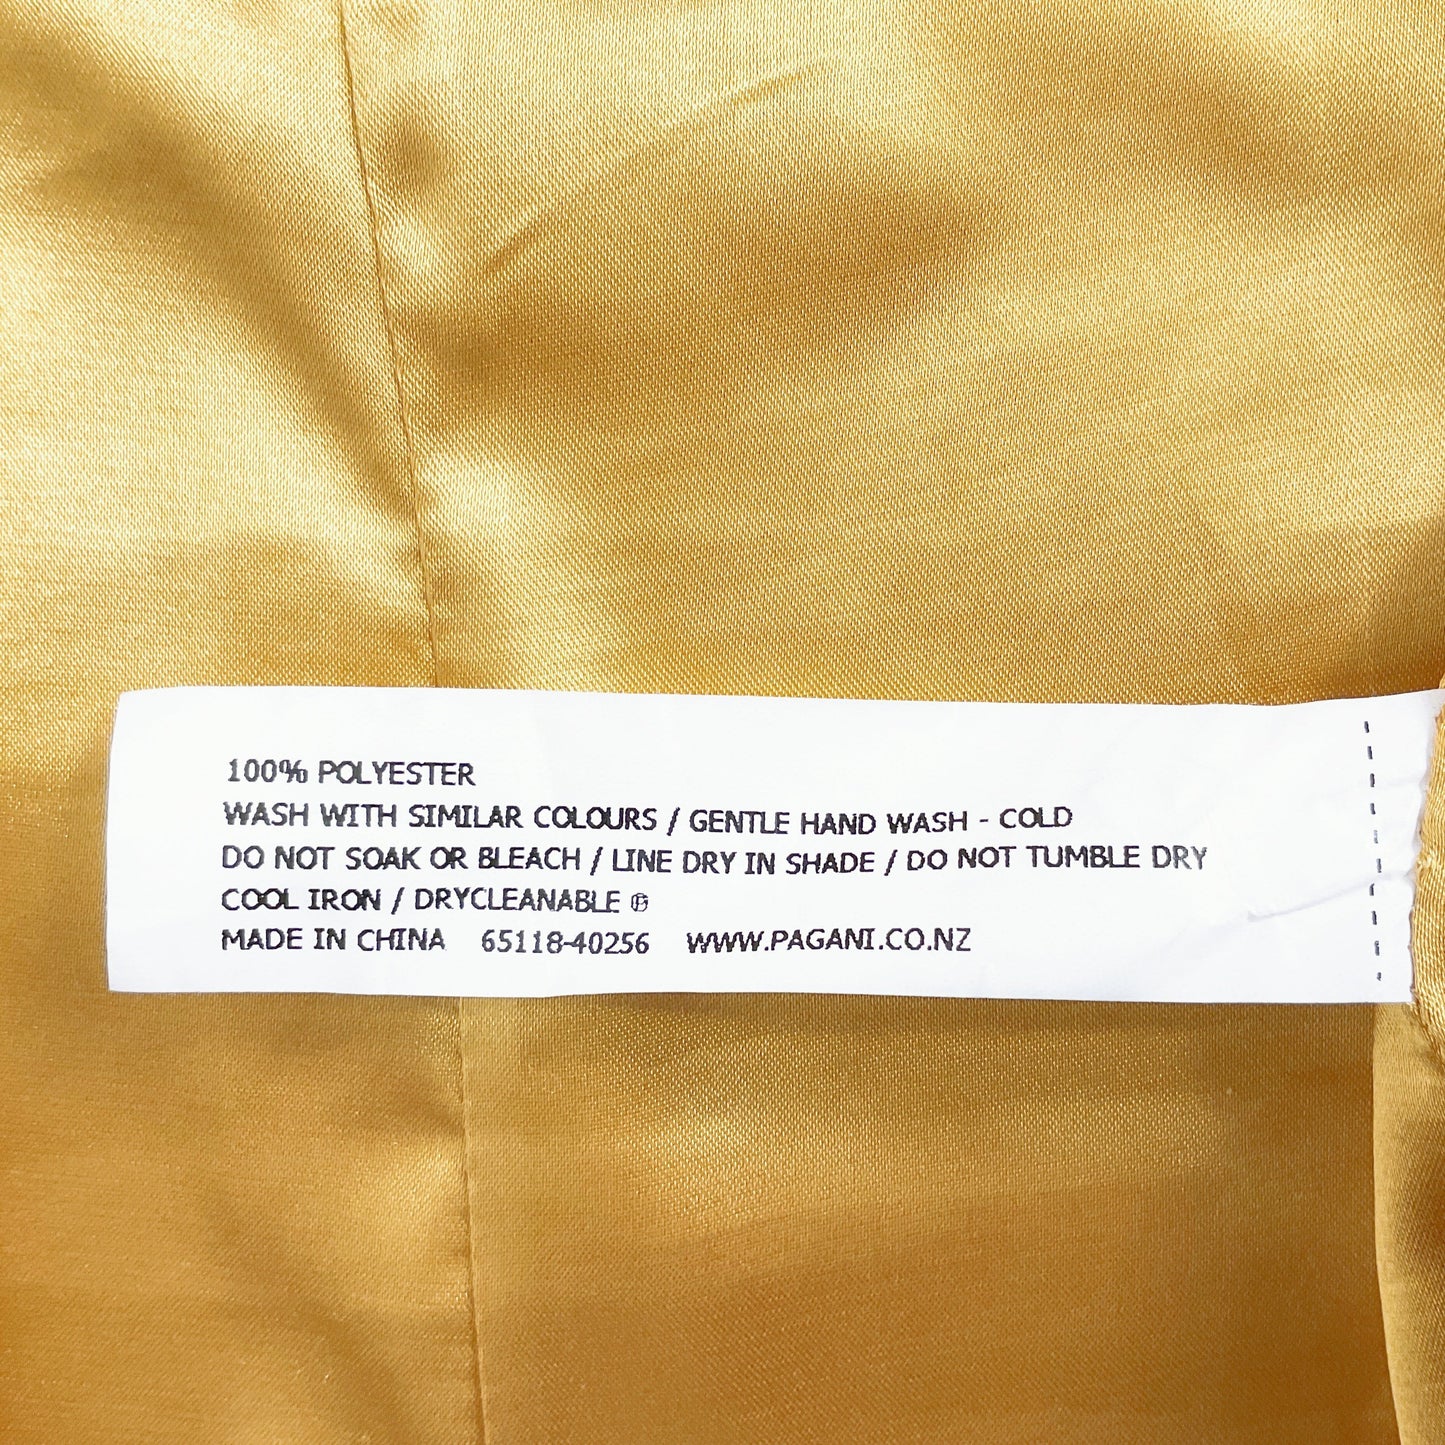 100% POLYESTER
WASH WITH SIMILAR COLOURS / GENTLE HAND WASH - COLD
DO NOT SOAK OR BLEACH / LINE DRY IN SHADE / DO NOT TUMBLE DRY
COOL IRON / DRYCLEANABLE Ⓟ
MADE IN CHINA 65118-40256 WWW.PAGANI.CO.NZ